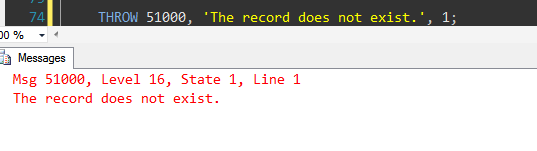 74 THROW 51000, 'The record does not exist.', 1;
00 %
Messages
Msg 51000, Level 16, State 1, Line 1
The record does not exist.